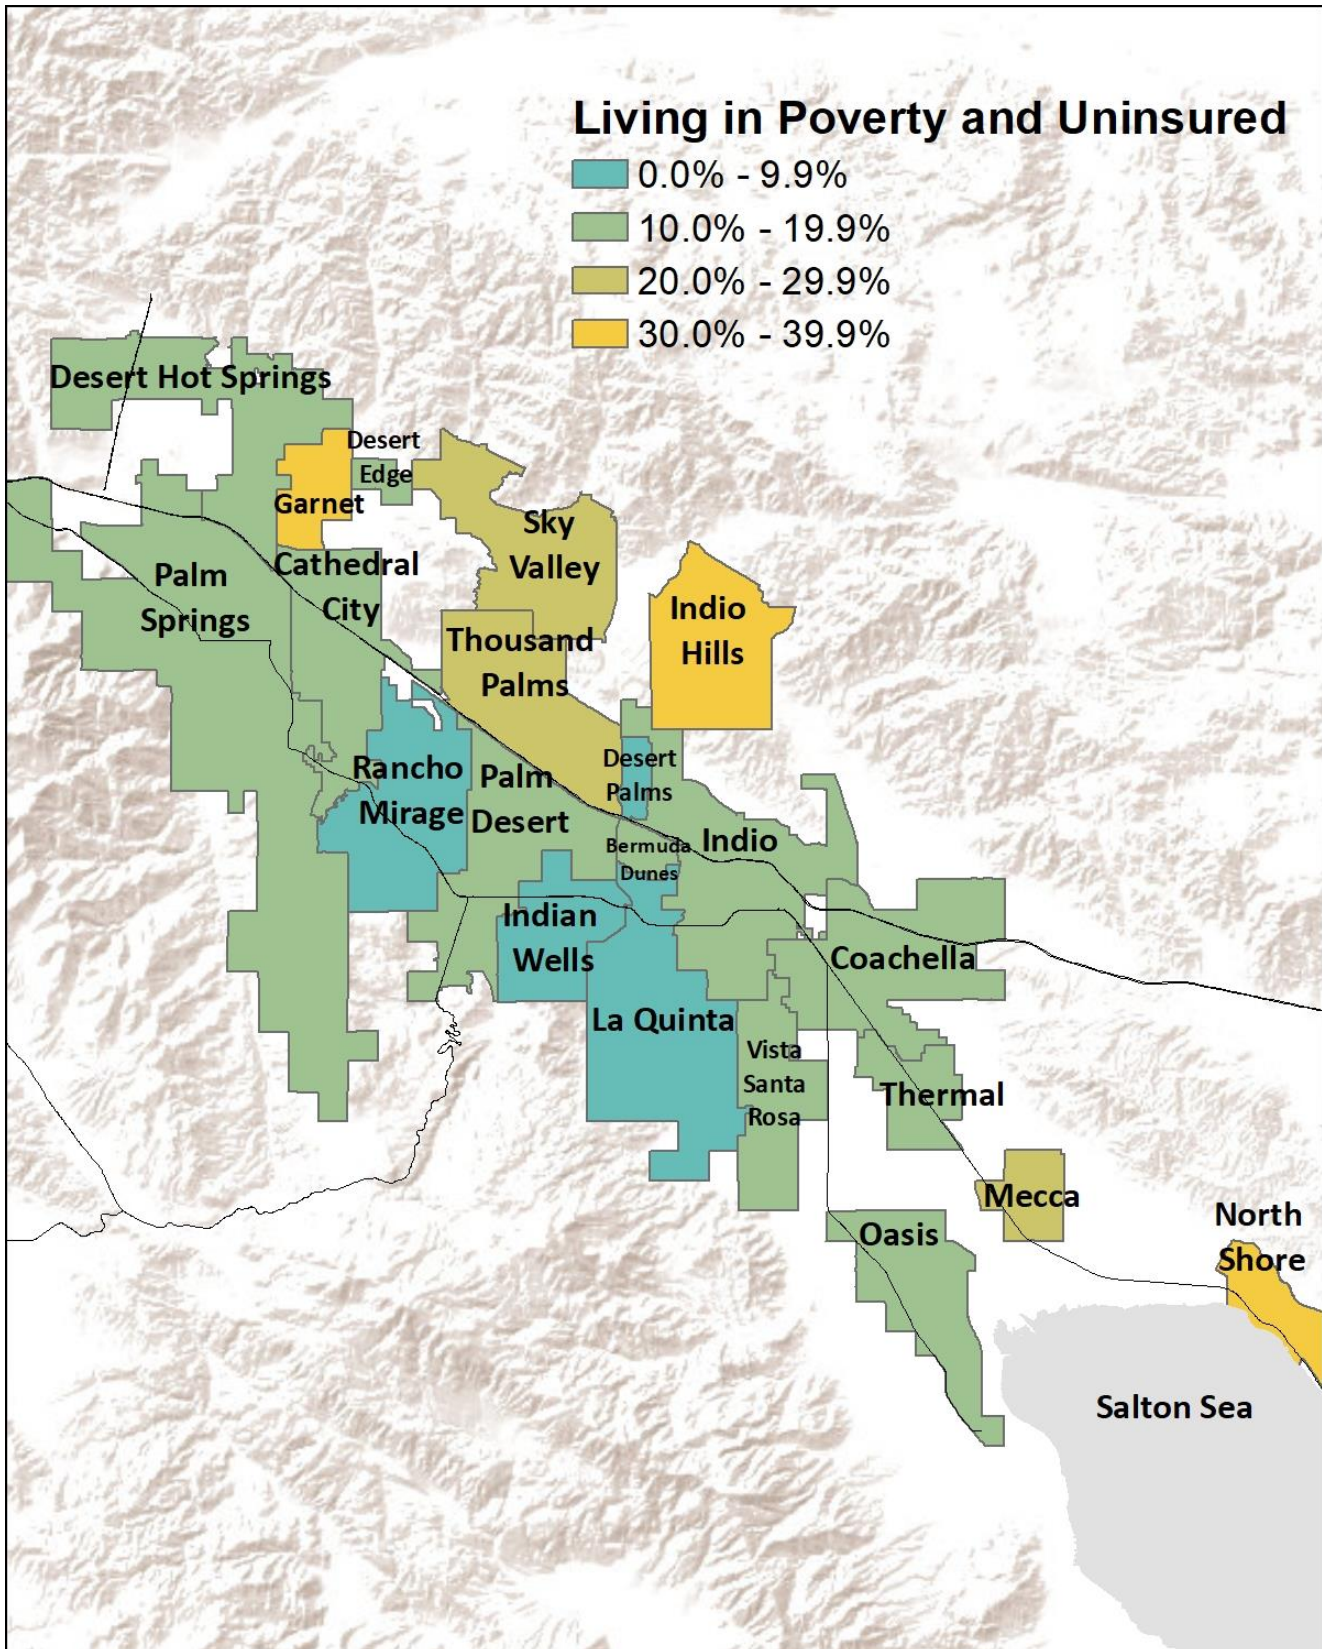 Living in Poverty and Uninsured
0.0% - 9.9%
10.0% - 19.9%
20.0% - 29.9%
30.0% - 39.9%
Desert Hot Springs
Desert
Edge
Garnet
Sky
Valley
Cathedral
City
Palm
Springs
Indio
Hills
Thousand
Palms
Rancho
Mirage
Palm
Desert
Desert
Palms
Bermuda
Dunes
Indio
Indian
Wells
Coachella
La Quinta
Vista
Santa
Rosa
Thermal
Mecca
Oasis
North
Shore
Salton Sea